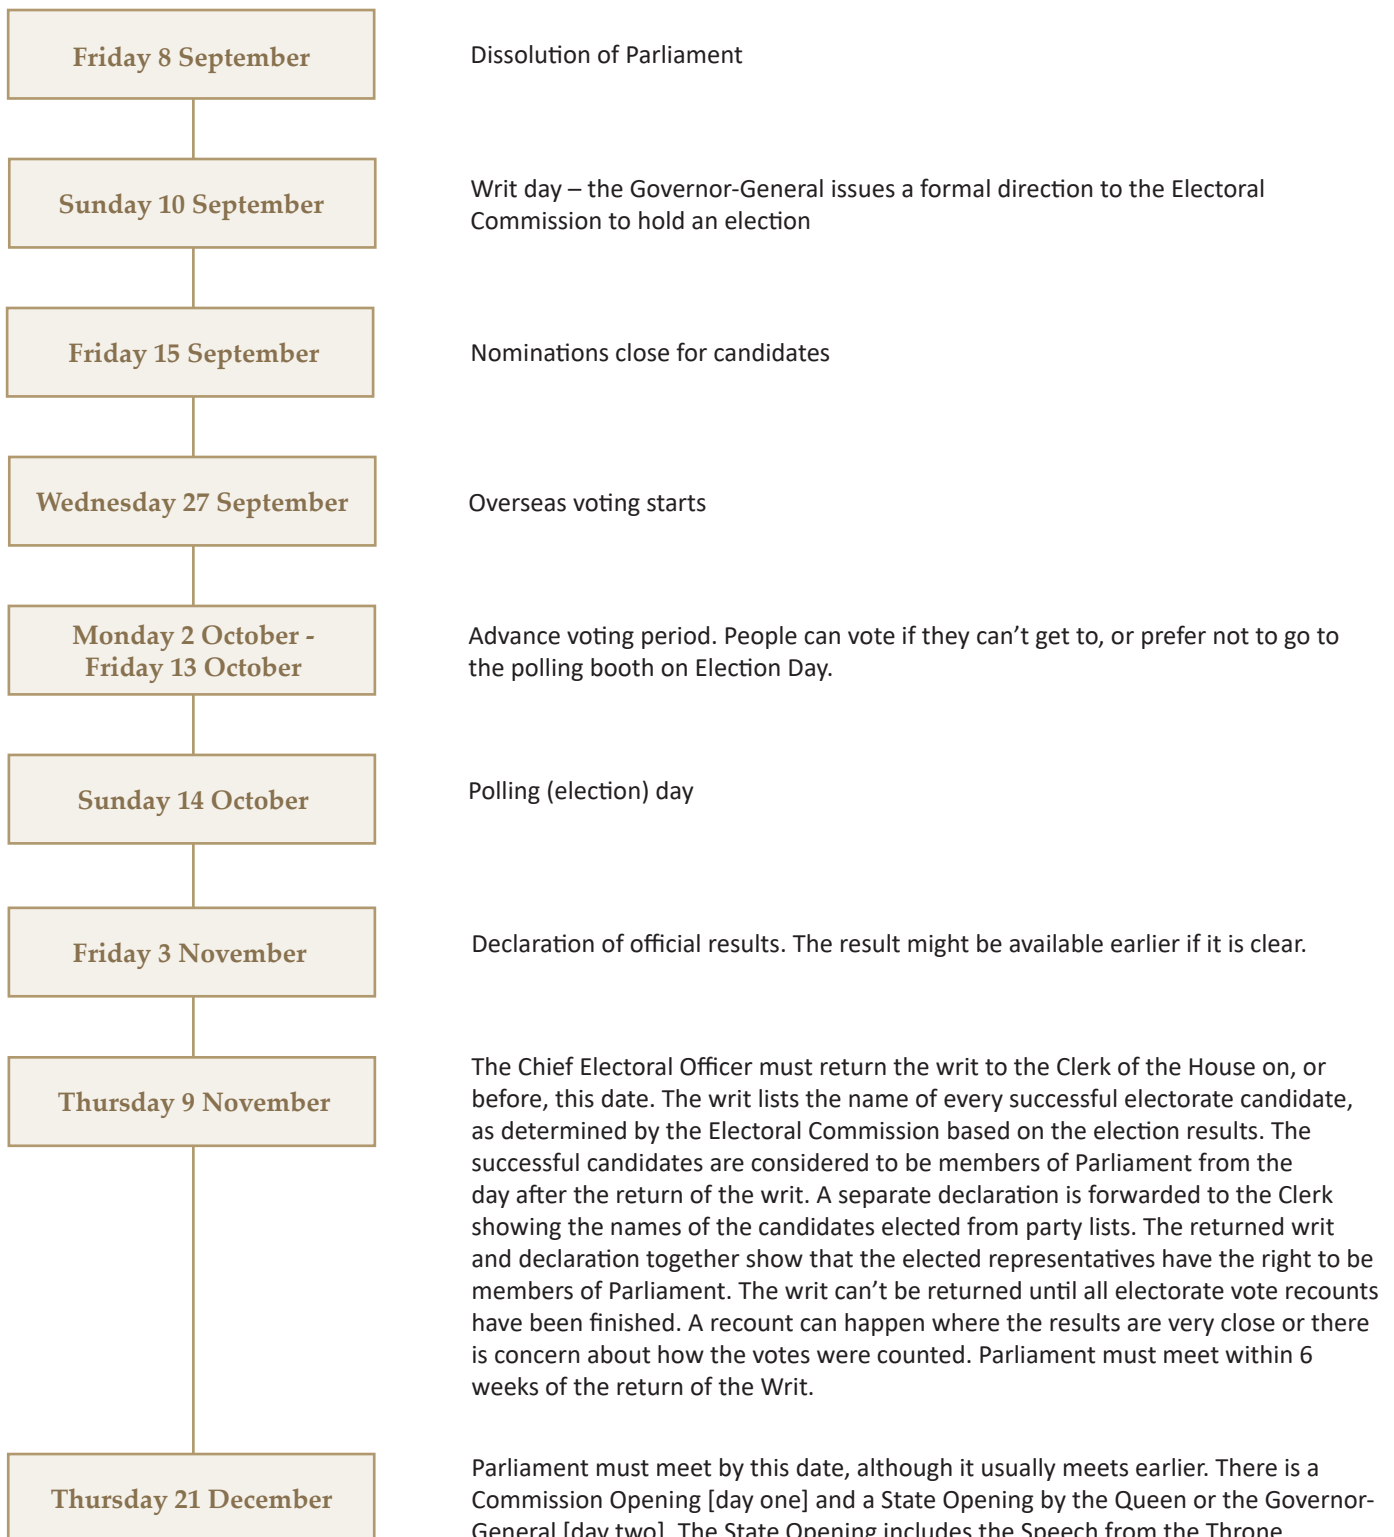 Friday 8 September
Dissolution of Parliament
Sunday 10 September
Writ day – the Governor-General issues a formal direction to the Electoral
Commission to hold an election
Friday 15 September
Nominations close for candidates
Wednesday 27 September
Overseas voting starts
Monday 2 October -
Friday 13 October
Advance voting period. People can vote if they can’t get to, or prefer not to go to
the polling booth on Election Day.
Sunday 14 October
Polling (election) day
Friday 3 November
Declaration of official results. The result might be available earlier if it is clear.
Thursday 9 November
The Chief Electoral Officer must return the writ to the Clerk of the House on, or
before, this date. The writ lists the name of every successful electorate candidate,
as determined by the Electoral Commission based on the election results. The
successful candidates are considered to be members of Parliament from the
day after the return of the writ. A separate declaration is forwarded to the Clerk
showing the names of the candidates elected from party lists. The returned writ
and declaration together show that the elected representatives have the right to be
members of Parliament. The writ can’t be returned until all electorate vote recounts
have been finished. A recount can happen where the results are very close or there
is concern about how the votes were counted. Parliament must meet within 6
weeks of the return of the Writ.
Thursday 21 December
Parliament must meet by this date, although it usually meets earlier. There is a
Commission Opening [day one] and a State Opening by the Queen or the Governor-
General [day two]. The State Opening includes the Speech from the Throne